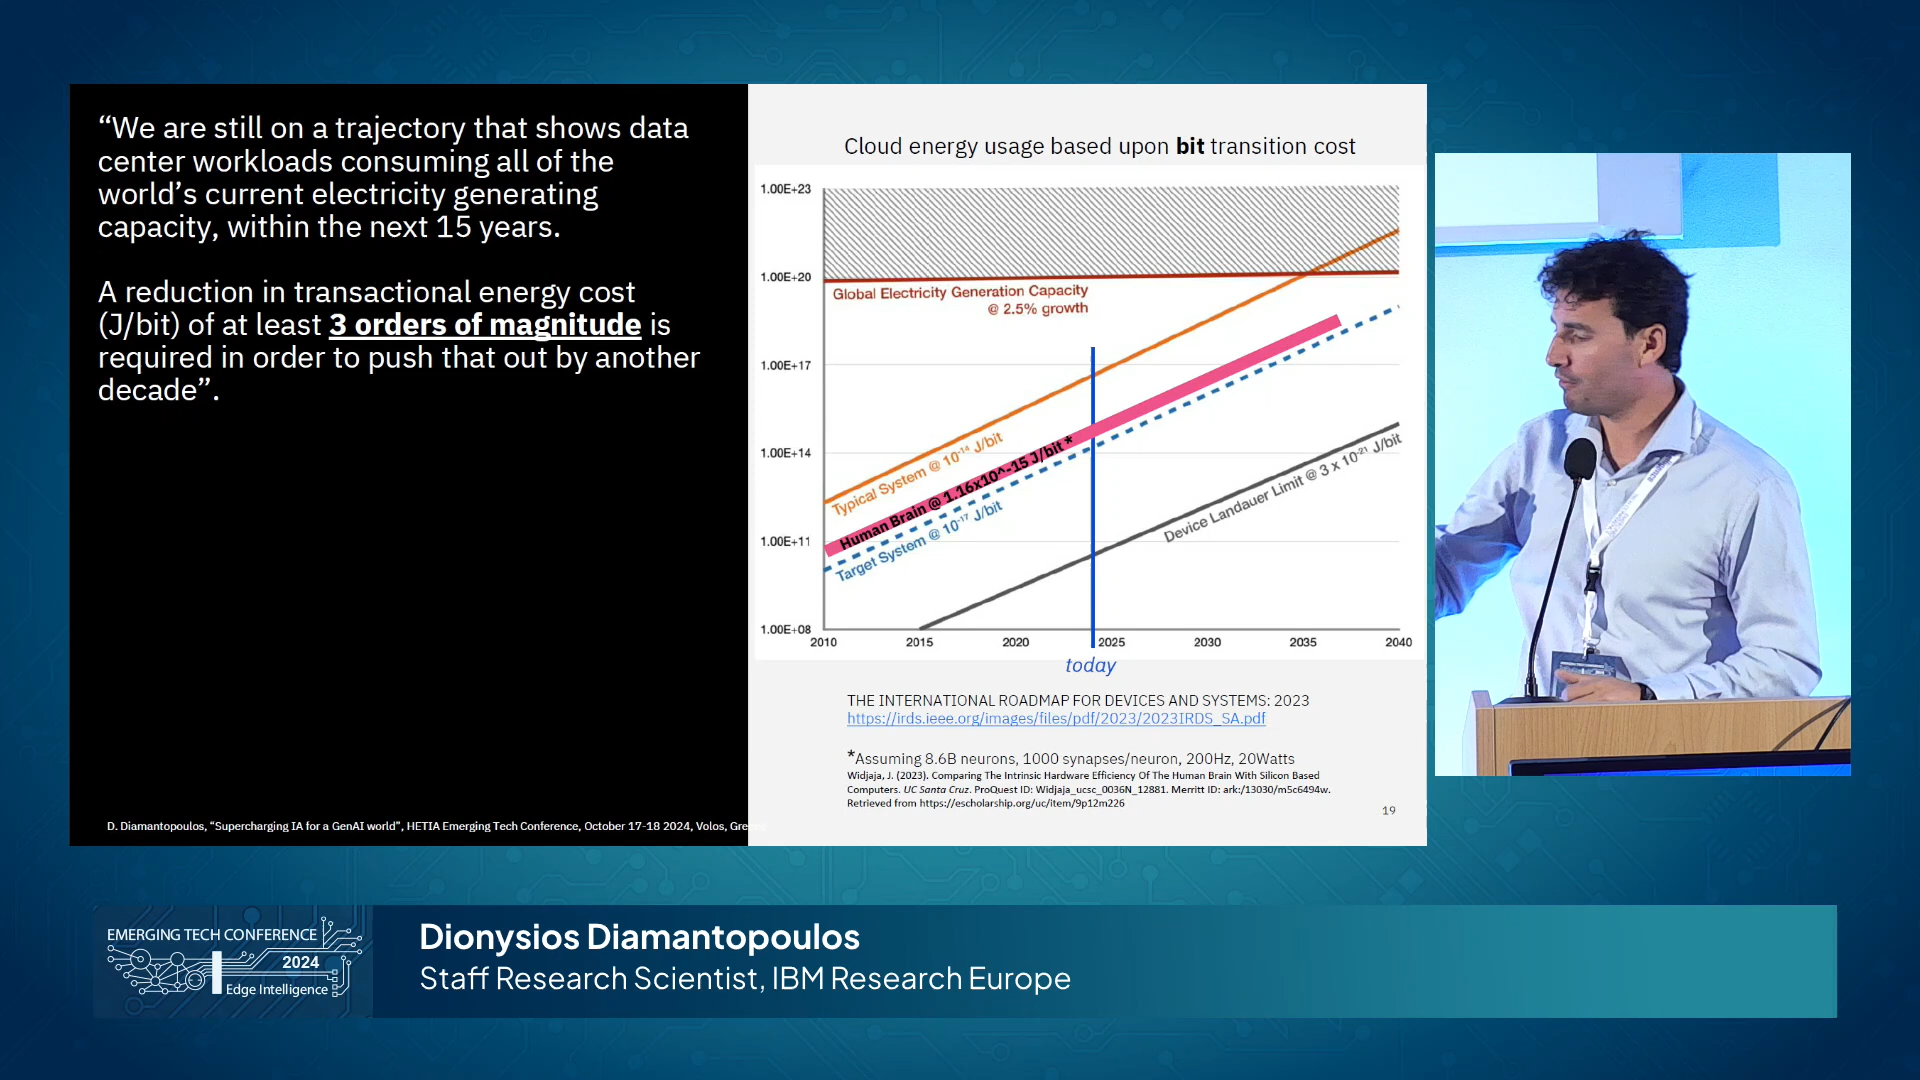 “We are still on a trajectory that shows data
center workloads consuming all of the
world’s current electricity generating
capacity, within the next 15 years.
A reduction in transactional energy cost
(J/bit) of at least 3 orders of magnitude is
required in order to push that out by another
decade”.
D. Diamantopoulos, “Supercharging IA for a GenAI world”, HETIA Emerging Tech Conference, October 17-18 2024, Volos,
Cloud energy usage based upon bit transition cost
1.00E+23
1.00E+20
1.00E+17
1.00E+14
1.00E+11
1.00E+08
Global Electricity Generation Capacity
@ 2.5% growth
Typical System @ 10⁻¹⁴ J/bit
Human Brain @ 1.16x10^-15 J/bit *
Target System @ 10⁻¹⁷ J/bit
Device Landauer Limit @ 3 x 10⁻²¹ J/bit
2010 2015 2020 2025 2030 2035 2040
today
THE INTERNATIONAL ROADMAP FOR DEVICES AND SYSTEMS: 2023
https://irds.ieee.org/images/files/pdf/2023/2023IRDS_SA.pdf
*Assuming 8.6B neurons, 1000 synapses/neuron, 200Hz, 20Watts
Widjaja, J. (2023). Comparing The Intrinsic Hardware Efficiency Of The Human Brain With Silicon Based
Computers. UC Santa Cruz. ProQuest ID: Widjaja_ucsc_0036N_12881. Merritt ID: ark:/13030/m5c6494w.
Retrieved from https://escholarship.org/uc/item/9p12m226
19
EMERGING TECH CONFERENCE
2024
Edge Intelligence
Dionysios Diamantopoulos
Staff Research Scientist, IBM Research Europe